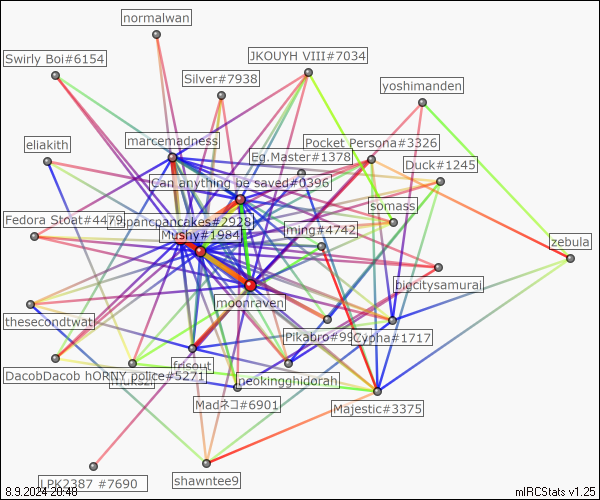 normalwan
Swirly Boi#6154
JKOUYH VIII#7034
Silver#7938
yoshimanden
marcemadness
Pocket Persona#3326
eliakith
Eg.Master#1378
Duck#1245
Can anything be saved#0396
somass
Fedora Stoat#4479
pancpancakes#2928
Mushy#1984
ming#4742
zebula
bigcitysamurai
moonraven
thesecondtwat
Pikabro#99
Cypha#1717
frisout
DacobDacob hORNY police#5271
neokingghidorah
Madネコ#6901
Majestic#3375
LPK2387 #7690
shawntee9
8.9.2024 20:48
mIRCStats v1.25